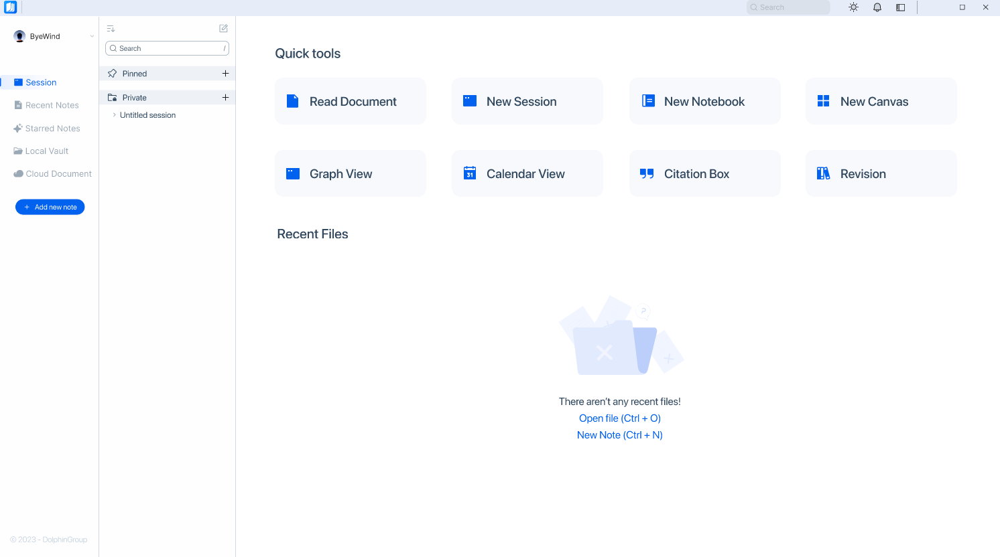 Search
ByeWind
Search /
Pinned
Private
Untitled session
Session
Recent Notes
Starred Notes
Local Vault
Cloud Document
+ Add new note
© 2023 - DolphinGroup
Quick tools
Read Document
New Session
New Notebook
New Canvas
Graph View
31
Calendar View
Citation Box
Revision
Recent Files
?
There aren't any recent files!
Open file (Ctrl + O)
New Note (Ctrl + N)